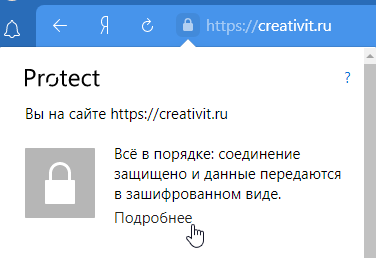 Я https://creativit.ru
Protect ?
Вы на сайте https://creativit.ru
Всё в порядке: соединение
защищено и данные передаются
в зашифрованном виде.
Подробнее